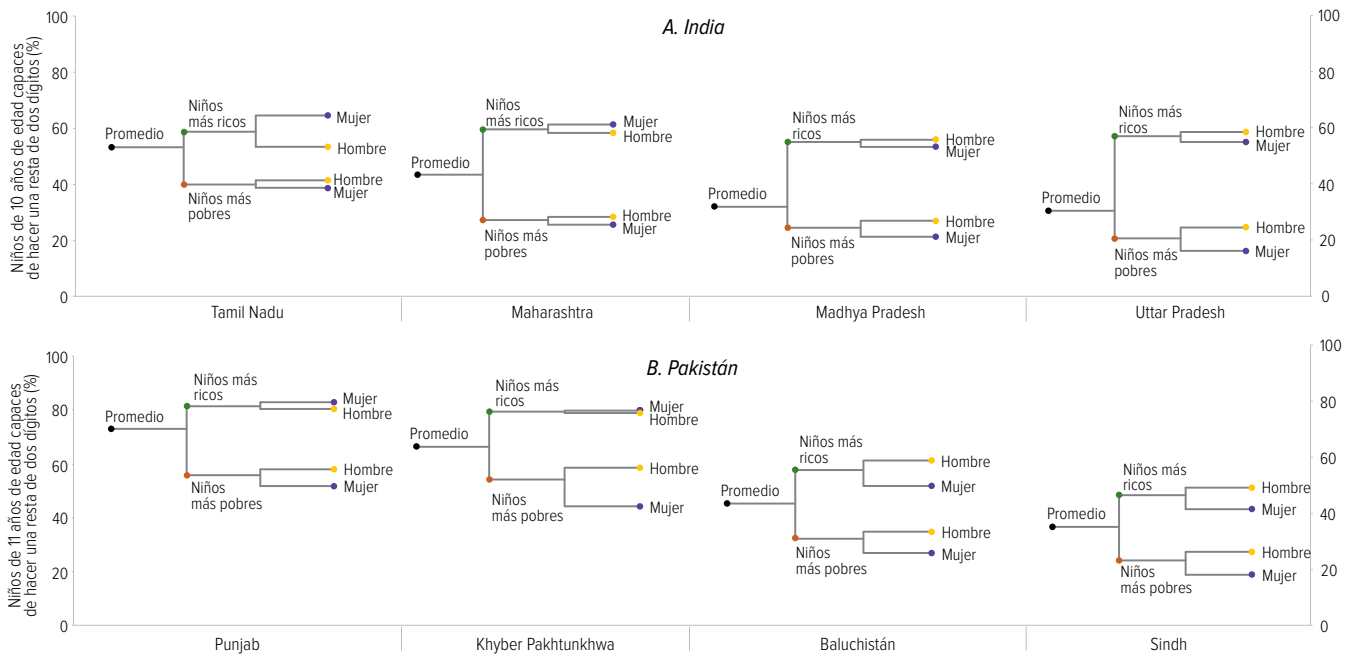 A. India
Niños de 10 años de edad capaces
de hacer una resta de dos dígitos (%)
100
80
60
40
20
0
Promedio
Niños
más ricos
Mujer
Hombre
Hombre
Mujer
Niños más
pobres
Tamil Nadu
Promedio
Niños
más ricos
Mujer
Hombre
Hombre
Mujer
Niños más
pobres
Maharashtra
Promedio
Niños más
ricos
Hombre
Mujer
Hombre
Mujer
Niños más
pobres
Madhya Pradesh
Promedio
Niños más
ricos
Hombre
Mujer
Hombre
Mujer
Niños más
pobres
Uttar Pradesh
100
80
60
40
20
0
B. Pakistán
Niños de 11 años de edad capaces
de hacer una resta de dos dígitos (%)
100
80
60
40
20
0
Promedio
Niños más
ricos
Mujer
Hombre
Hombre
Mujer
Niños
más pobres
Punjab
Promedio
Niños más
ricos
Mujer
Hombre
Hombre
Mujer
Niños
más pobres
Khyber Pakhtunkhwa
Promedio
Niños más
ricos
Hombre
Mujer
Hombre
Mujer
Niños
más pobres
Baluchistán
Promedio
Niños más
ricos
Hombre
Mujer
Hombre
Mujer
Niños
más pobres
Sindh
100
80
60
40
20
0